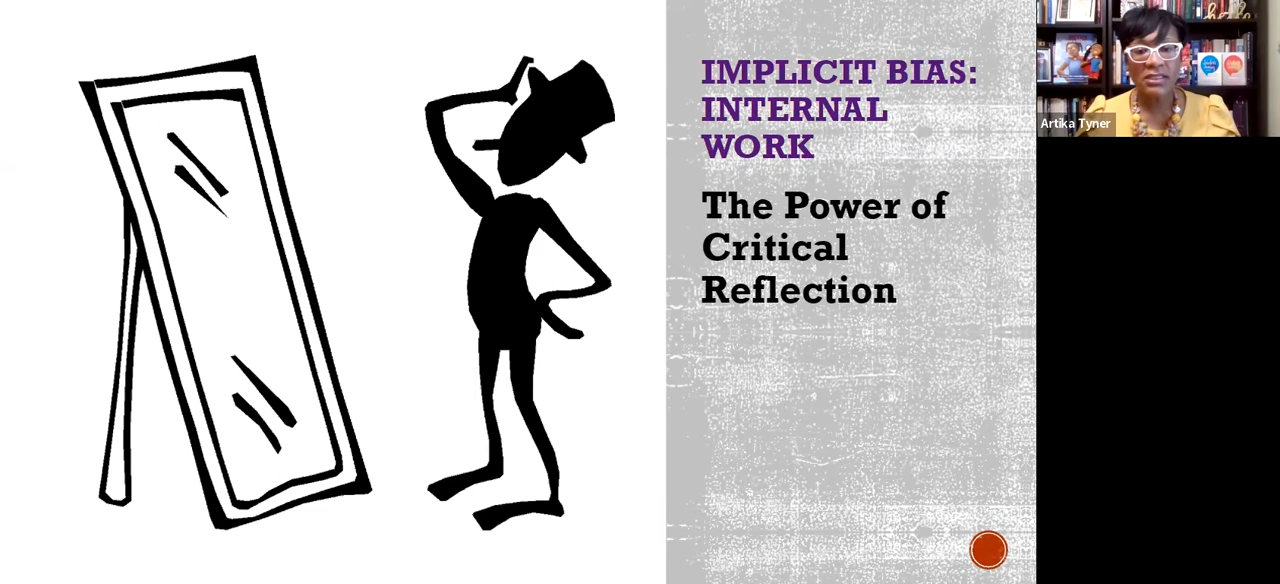 IMPLICIT BIAS:
INTERNAL
WORK
The Power of
Critical
Reflection
Artika Tyner